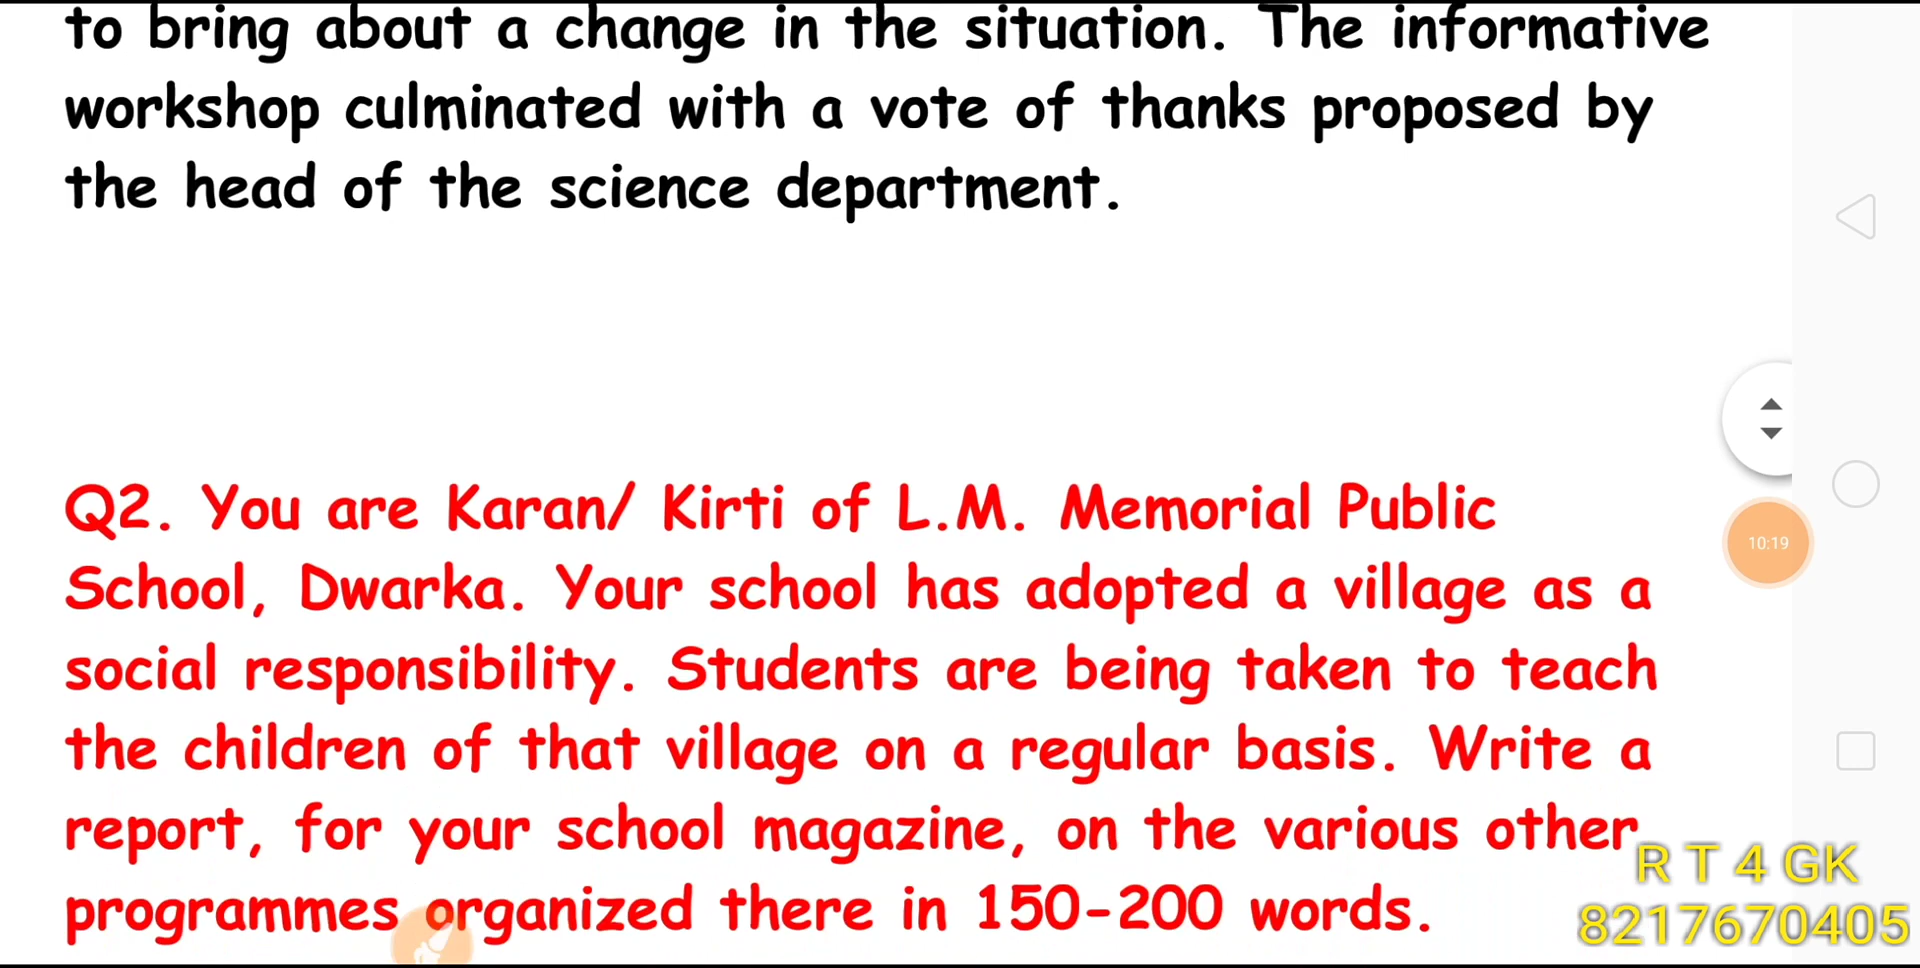 to bring about a change in the situation. The informative
workshop culminated with a vote of thanks proposed by
the head of the science department.
10:19
Q2. You are Karan/ Kirti of L.M. Memorial Public
School, Dwarka. Your school has adopted a village as a
social responsibility. Students are being taken to teach
the children of that village on a regular basis. Write a
report, for your school magazine, on the various other
programmes organized there in 150-200 words.
R T 4 GK
8217670405